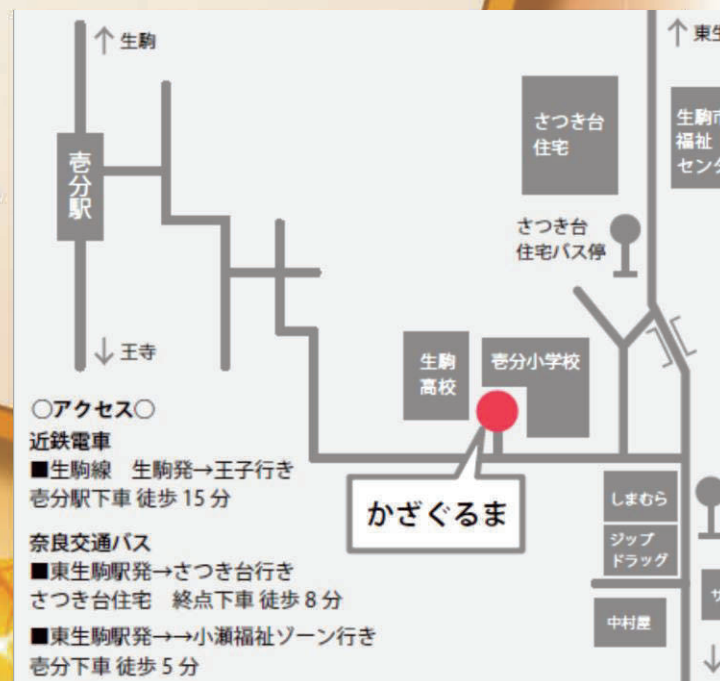 ↑ 生駒
↑ 東生
壱分駅
さつき台
住宅
生駒市
福祉
センタ
さつき台
住宅バス停
↓ 王寺
生駒
高校
壱分小学校
かざぐるま
しまむら
ジップ
ドラッグ
中村屋
サ
↓
○アクセス○
近鉄電車
■生駒線 生駒発→王子行き
壱分駅下車 徒歩 15 分
奈良交通バス
■東生駒駅発→さつき台行き
さつき台住宅 終点下車 徒歩 8 分
■東生駒駅発→→小瀬福祉ゾーン行き
壱分下車 徒歩 5 分